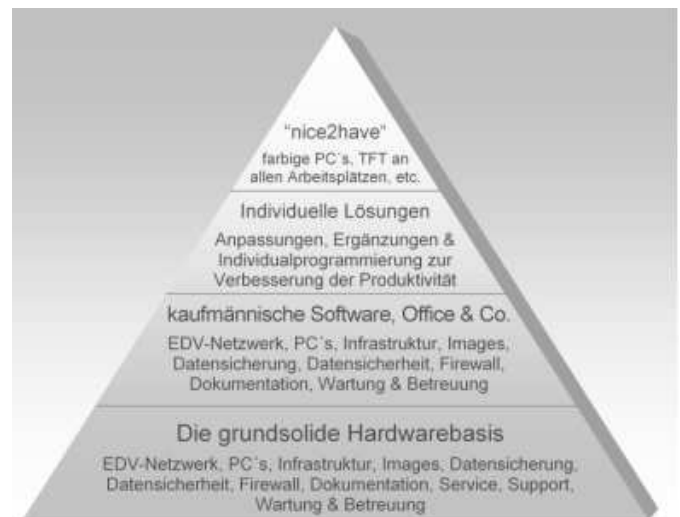 "nice2have"
farbige PC´s, TFT an
allen Arbeitsplätzen, etc.
Individuelle Lösungen
Anpassungen, Ergänzungen &
Individualprogrammierung zur
Verbesserung der Produktivität
kaufmännische Software, Office & Co.
EDV-Netzwerk, PC´s, Infrastruktur, Images,
Datensicherung, Datensicherheit, Firewall,
Dokumentation, Wartung & Betreuung
Die grundsolide Hardwarebasis
EDV-Netzwerk, PC´s, Infrastruktur, Images, Datensicherung,
Datensicherheit, Firewall, Dokumentation, Service, Support,
Wartung & Betreuung